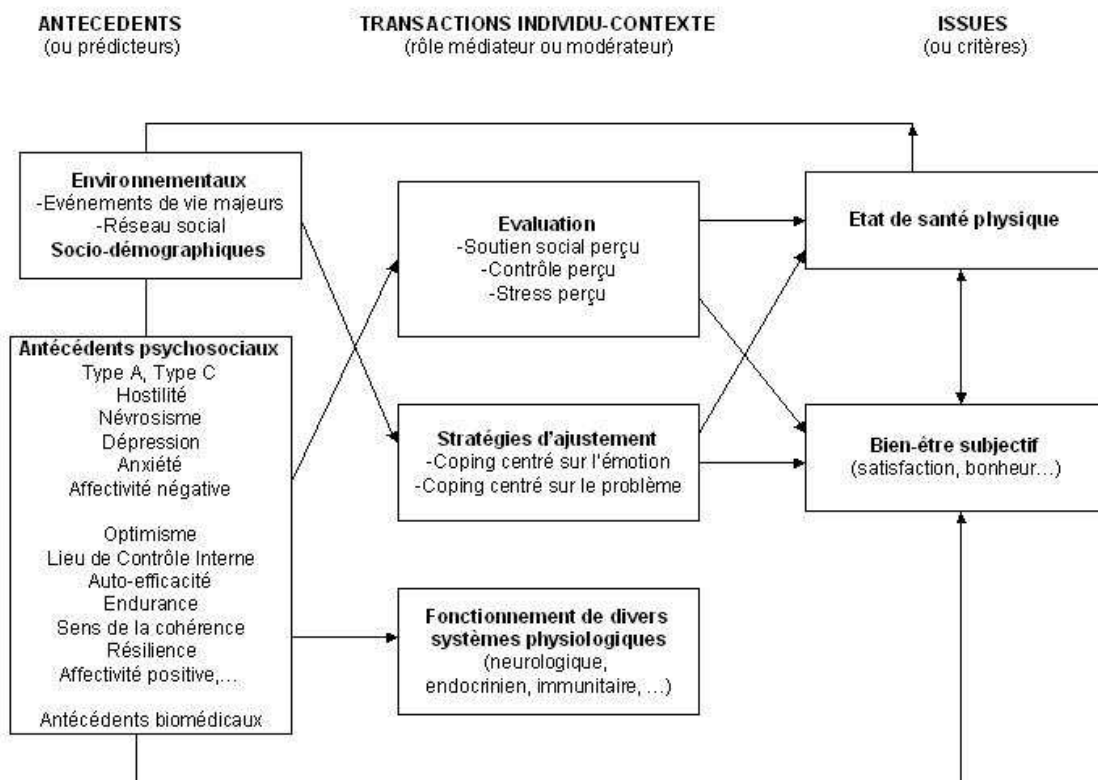 ANTECEDENTS
(ou prédicteurs)
TRANSACTIONS INDIVIDU-CONTEXTE
(rôle médiateur ou modérateur)
ISSUES
(ou critères)
Environnementaux
-Evénements de vie majeurs
-Réseau social
Socio-démographiques
Antécédents psychosociaux
Type A, Type C
Hostilité
Névrosisme
Dépression
Anxiété
Affectivité négative
Optimisme
Lieu de Contrôle Interne
Auto-efficacité
Endurance
Sens de la cohérence
Résilience
Affectivité positive,...
Antécédents biomédicaux
Evaluation
-Soutien social perçu
-Contrôle perçu
-Stress perçu
Stratégies d'ajustement
-Coping centré sur l'émotion
-Coping centré sur le problème
Fonctionnement de divers
systèmes physiologiques
(neurologique,
endocrinien, immunitaire, ...)
Etat de santé physique
Bien-être subjectif
(satisfaction, bonheur...)